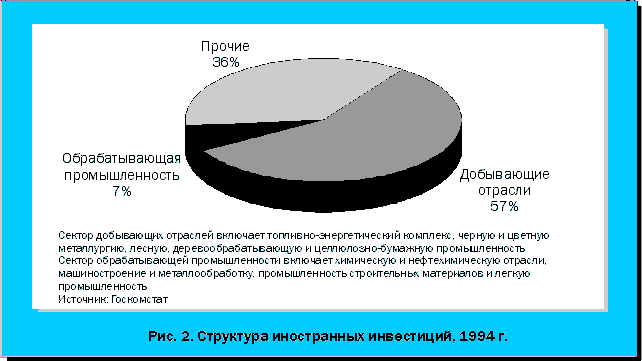 Прочие
36%
Обрабатывающая
промышленность
7%
Добывающие
отрасли
57%
Сектор добывающих отраслей включает топливно-энергетический комплекс, черную и цветную
металлургию, лесную, деревообрабатывающую и целлюлозно-бумажную промышленность
Сектор обрабатывающей промышленности включает химическую и нефтехимическую отрасли,
машиностроение и металлообработку, промышленность строительных материалов и легкую
промышленность
Источник: Госкомстат
Рис. 2. Структура иностранных инвестиций, 1994 г.